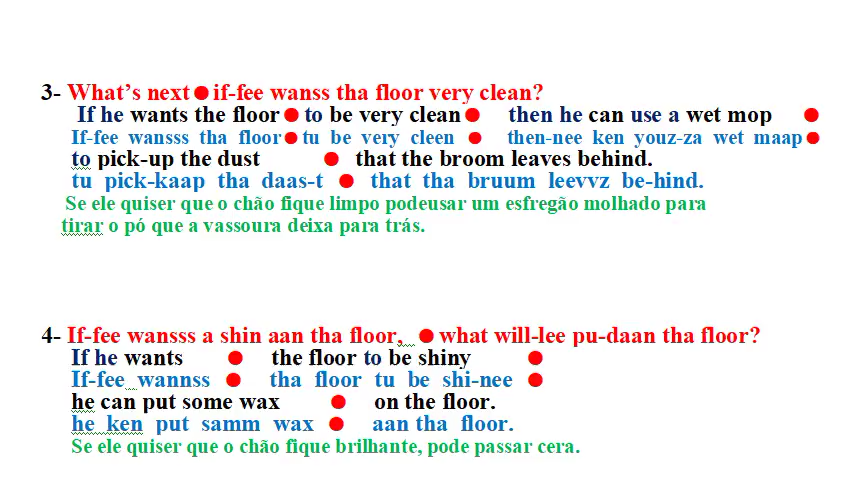 3- What's next ● if-fee wanss tha floor very clean?
If he wants the floor ● to be very clean ● then he can use a wet mop ●
If-fee wansss tha floor ● tu be very cleen ● then-nee ken youz-za wet maap ●
to pick-up the dust ● that the broom leaves behind.
tu pick-kaap tha daas-t ● that tha bruum leevvz be-hind.
Se ele quiser que o chão fique limpo podeusar um esfregão molhado para
tirar o pó que a vassoura deixa para trás.
4- If-fee wansss a shin aan tha floor, ● what will-lee pu-daan tha floor?
If he wants ● the floor to be shiny ●
If-fee wannss ● tha floor tu be shi-nee ●
he can put some wax ● on the floor.
he ken put samm wax ● aan tha floor.
Se ele quiser que o chão fique brilhante, pode passar cera.